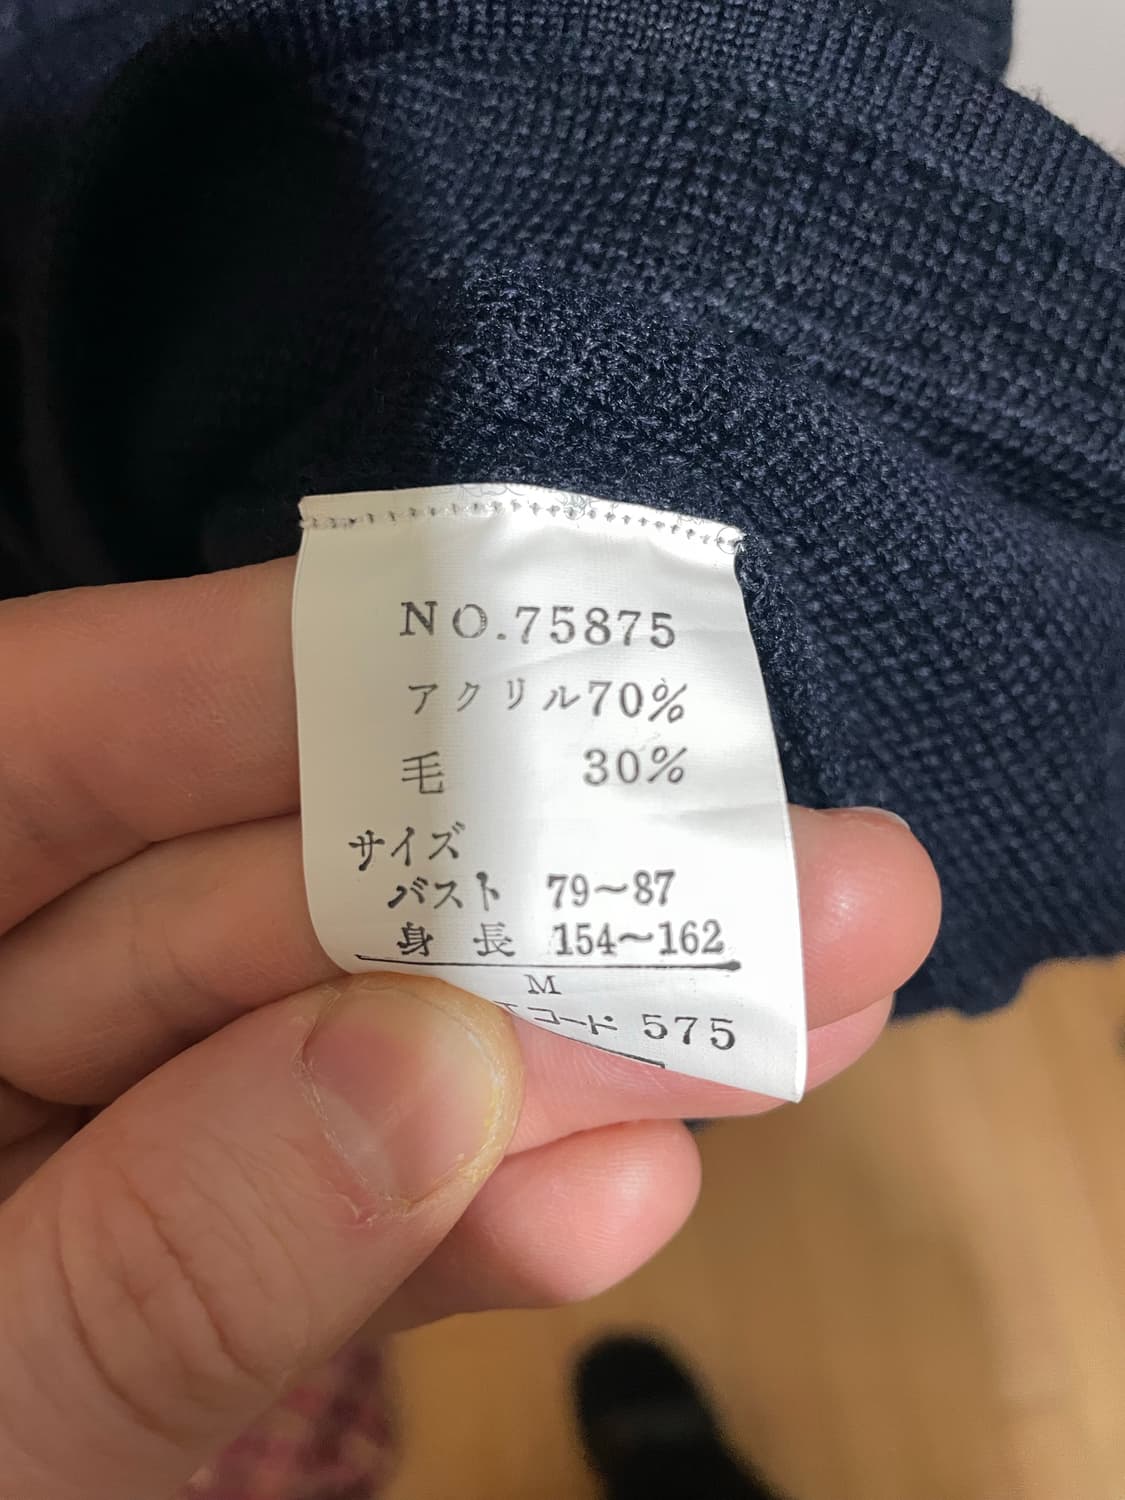 NO.75875
アクリル70%
毛 30%
サイズ
バスト 79~87
身長 154~162
M
コード 575